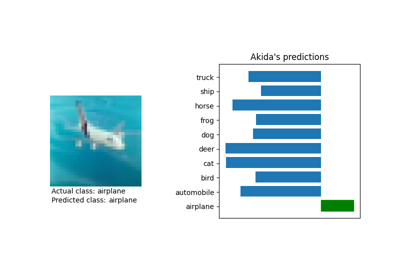 Akida's predictions
truck
ship
horse
frog
dog
deer
cat
bird
automobile
airplane
Actual class: airplane
Predicted class: airplane